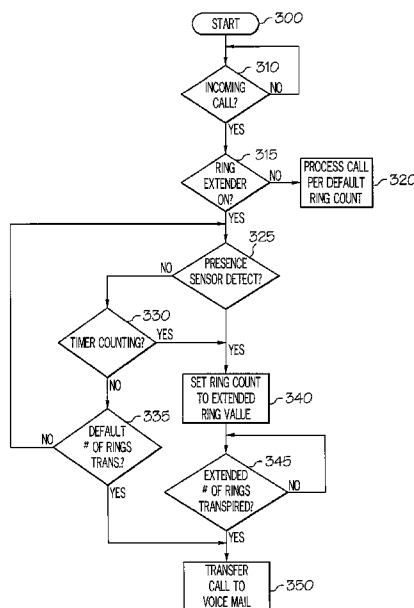 START
300
310
INCOMING
CALL?
NO
YES
315
RING
EXTENDER
ON?
NO
YES
PROCESS CALL
PER DEFAULT
RING COUNT
320
325
PRESENCE
SENSOR DETECT?
NO
YES
330
TIMER COUNTING?
YES
NO
SET RING COUNT
TO EXTENDED
RING VALUE
340
335
DEFAULT
# OF RINGS
TRANS.?
NO
YES
345
EXTENDED
# OF RINGS
TRANSPIRED?
NO
YES
TRANSFER
CALL TO
VOICE MAIL
350